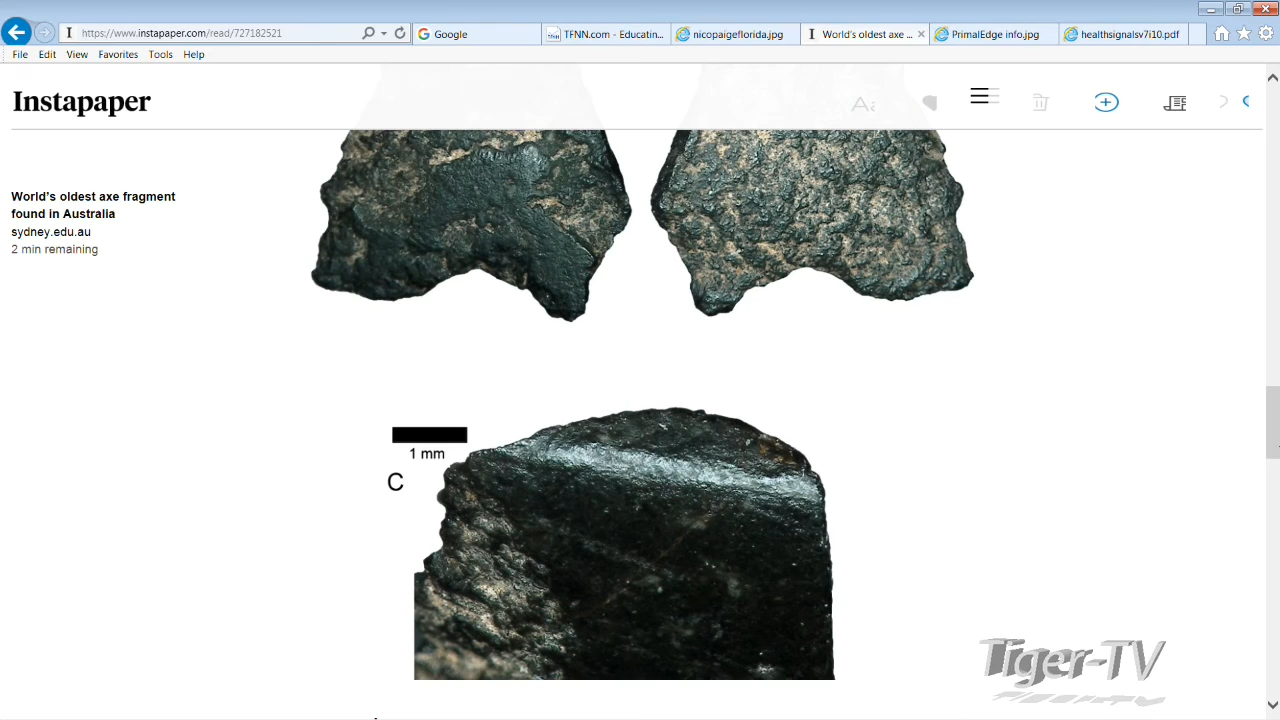 https://www.instapaper.com/read/727182521
Google
TFNN.com - Educatin...
nicopaigeflorida.jpg
World's oldest axe ...
PrimalEdge info.jpg
healthsignalsv7i10.pdf
File Edit View Favorites Tools Help
Instapaper
World's oldest axe fragment
found in Australia
sydney.edu.au
2 min remaining
1 mm
C
Tiger-TV